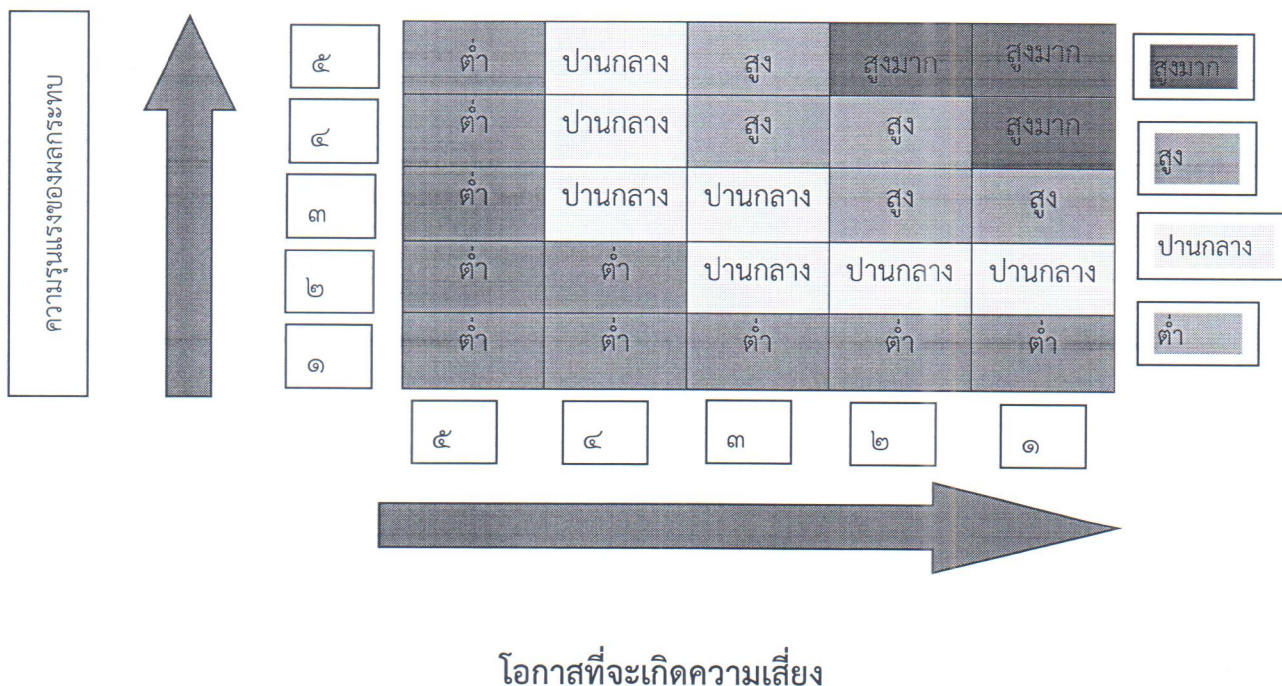 ความรุนแรงของผลกระทบ
๕ ต่ำ ปานกลาง สูง สูงมาก สูงมาก สูงมาก
๔ ต่ำ ปานกลาง สูง สูง สูงมาก สูง
๓ ต่ำ ปานกลาง ปานกลาง สูง สูง ปานกลาง
๒ ต่ำ ต่ำ ปานกลาง ปานกลาง ปานกลาง
๑ ต่ำ ต่ำ ต่ำ ต่ำ ต่ำ ต่ำ
๕ ๔ ๓ ๒ ๑
โอกาสที่จะเกิดความเสี่ยง